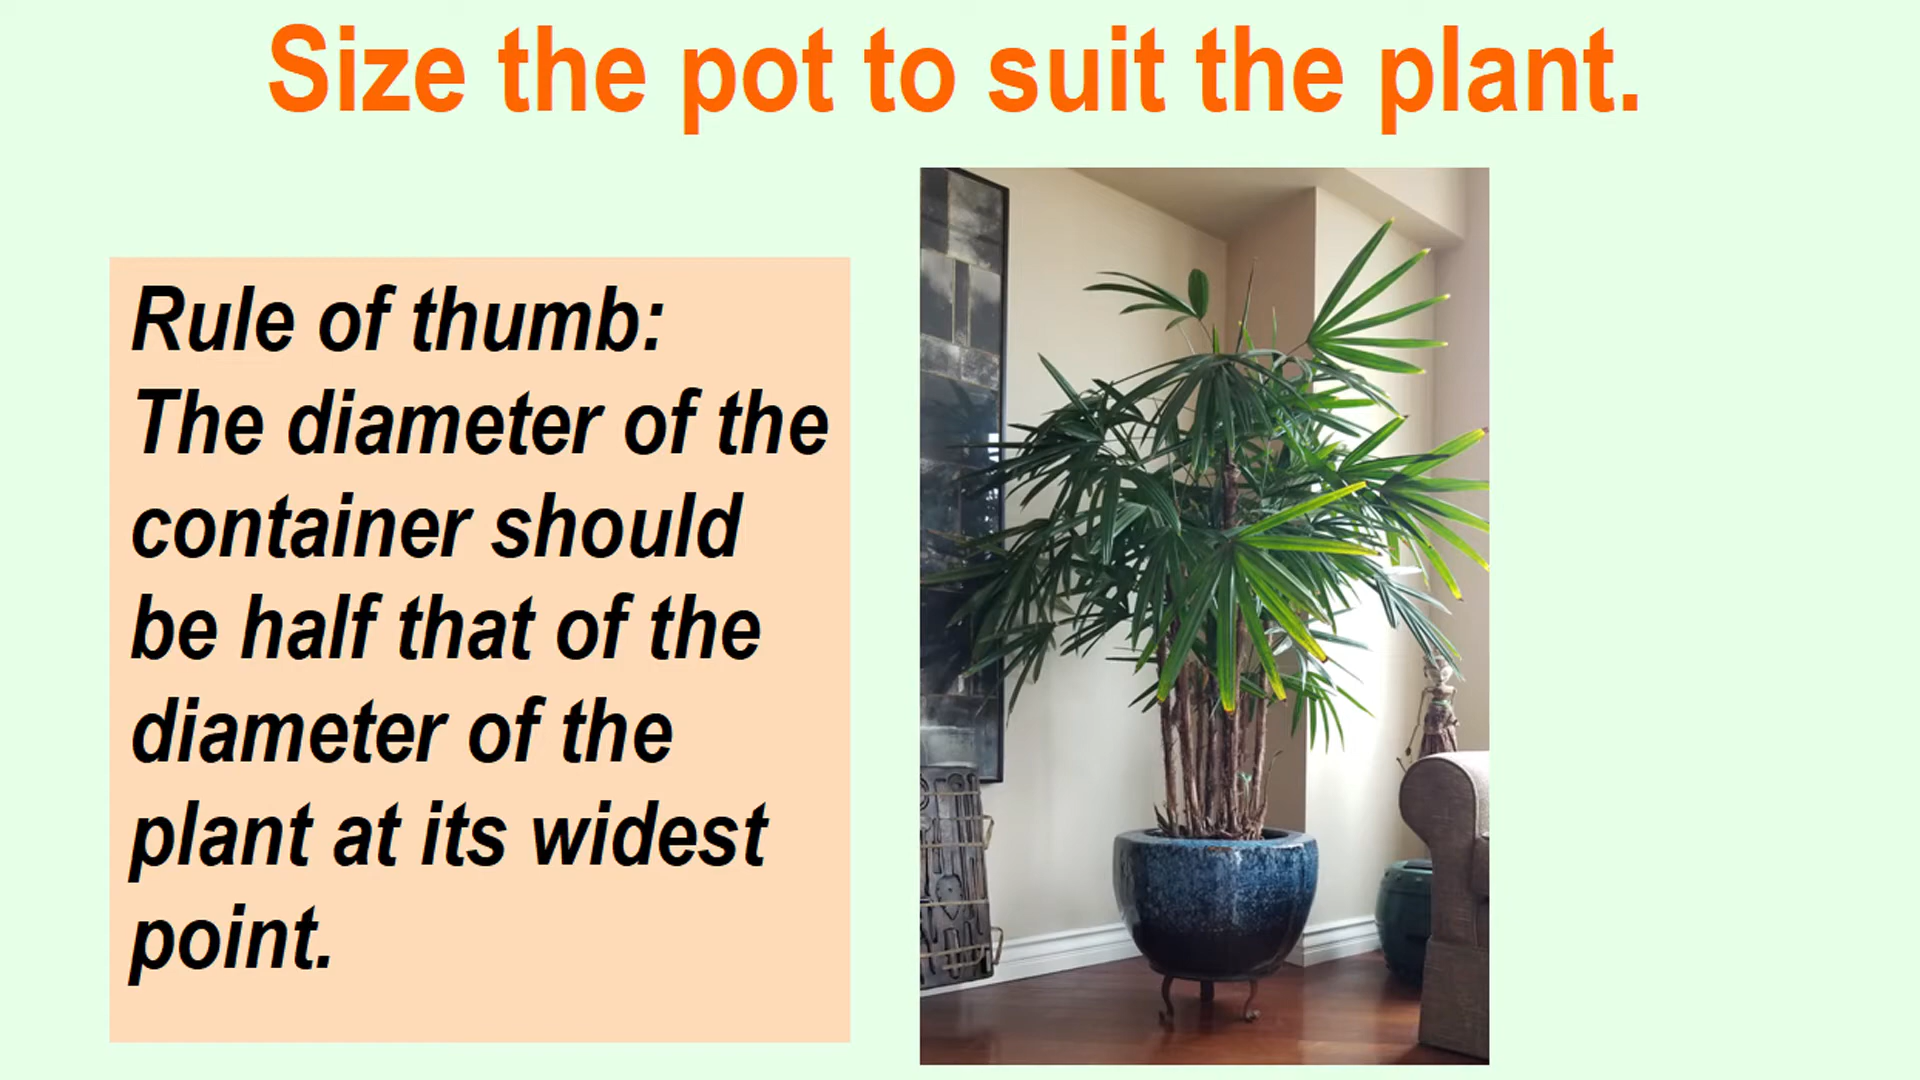 Size the pot to suit the plant.
Rule of thumb:
The diameter of the
container should
be half that of the
diameter of the
plant at its widest
point.